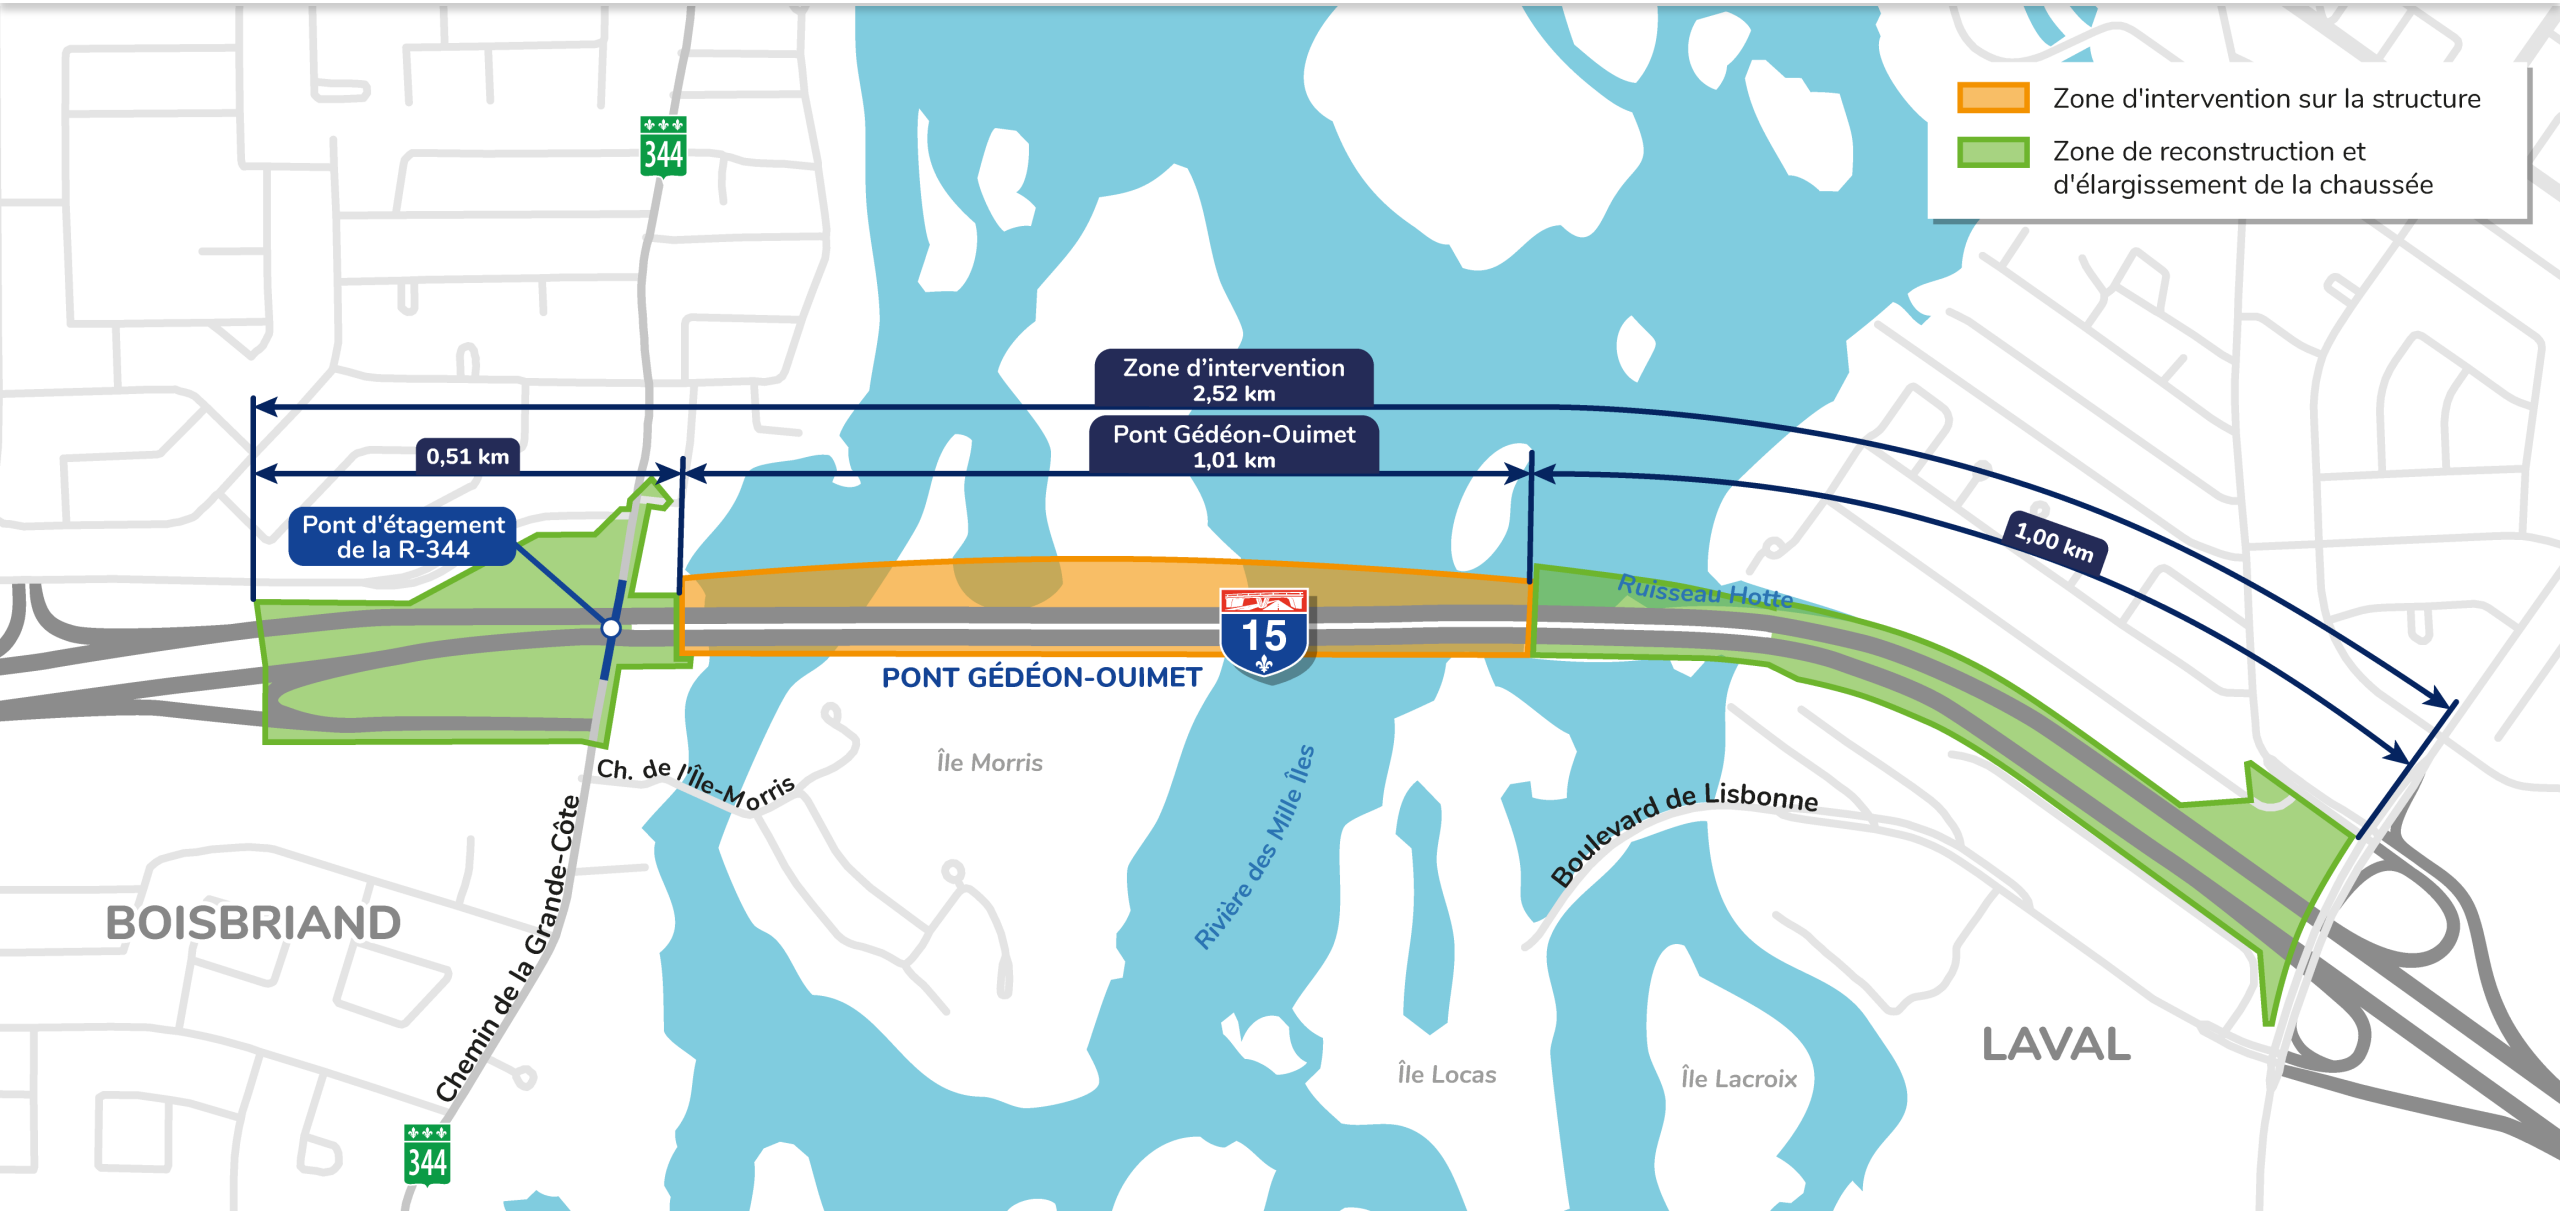 Zone d'intervention sur la structure
Zone de reconstruction et
d'élargissement de la chaussée
344
Zone d’intervention
2,52 km
Pont Gédéon-Ouimet
1,01 km
0,51 km
1,00 km
Pont d'étagement
de la R-344
Ruisseau Hotte
15
PONT GÉDÉON-OUIMET
Île Morris
Ch. de l'Île-Morris
Rivière des Mille Îles
Boulevard de Lisbonne
Chemin de la Grande-Côte
BOISBRIAND
LAVAL
Île Locas
Île Lacroix
344